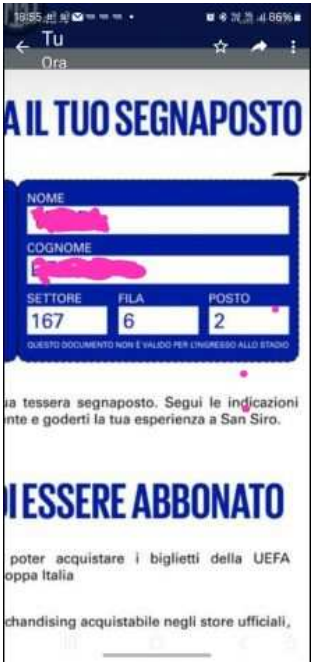 18:55
86%
Tu
Ora
A IL TUO SEGNAPOSTO
NOME
COGNOME
SETTORE FILA POSTO
167 6 2
QUESTO DOCUMENTO NON È VALIDO PER L'INGRESSO ALLO STADIO
ua tessera segnaposto. Segui le indicazioni
nte e goderti la tua esperienza a San Siro.
DI ESSERE ABBONATO
poter acquistare i biglietti della UEFA
oppa Italia
chandising acquistabile negli store ufficiali,